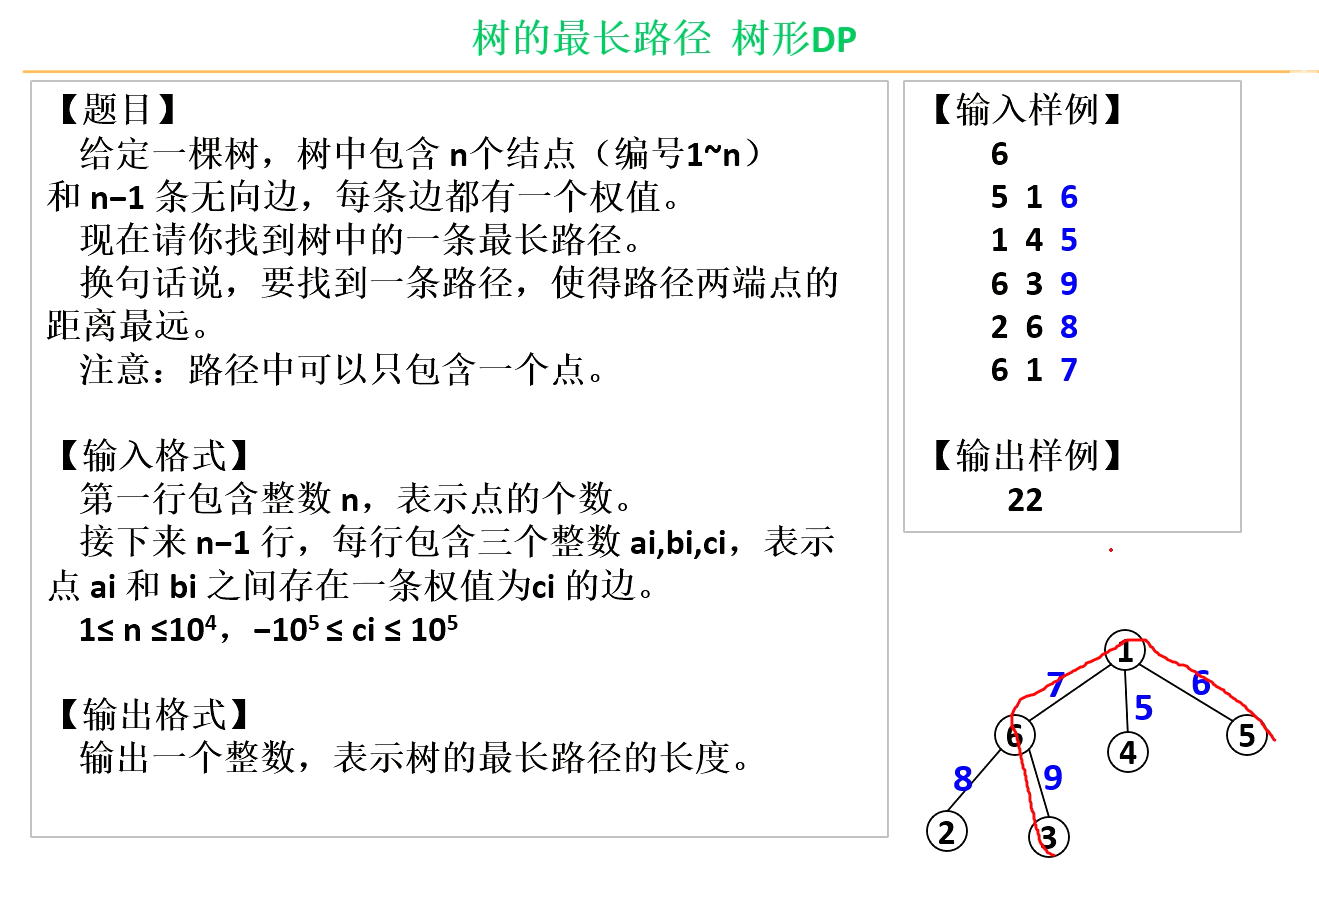 树的最长路径 树形DP
【题目】
给定一棵树，树中包含 n个结点（编号1~n）
和 n−1 条无向边，每条边都有一个权值。
现在请你找到树中的一条最长路径。
换句话说，要找到一条路径，使得路径两端点的
距离最远。
注意：路径中可以只包含一个点。
【输入格式】
第一行包含整数 n，表示点的个数。
接下来 n−1 行，每行包含三个整数 ai,bi,ci，表示
点 ai 和 bi 之间存在一条权值为ci 的边。
1≤ n ≤10⁴，−10⁵ ≤ ci ≤ 10⁵
【输出格式】
输出一个整数，表示树的最长路径的长度。
【输入样例】
6
5 1 6
1 4 5
6 3 9
2 6 8
6 1 7
【输出样例】
22
1
7 5 6
6 4 5
8 9
2 3